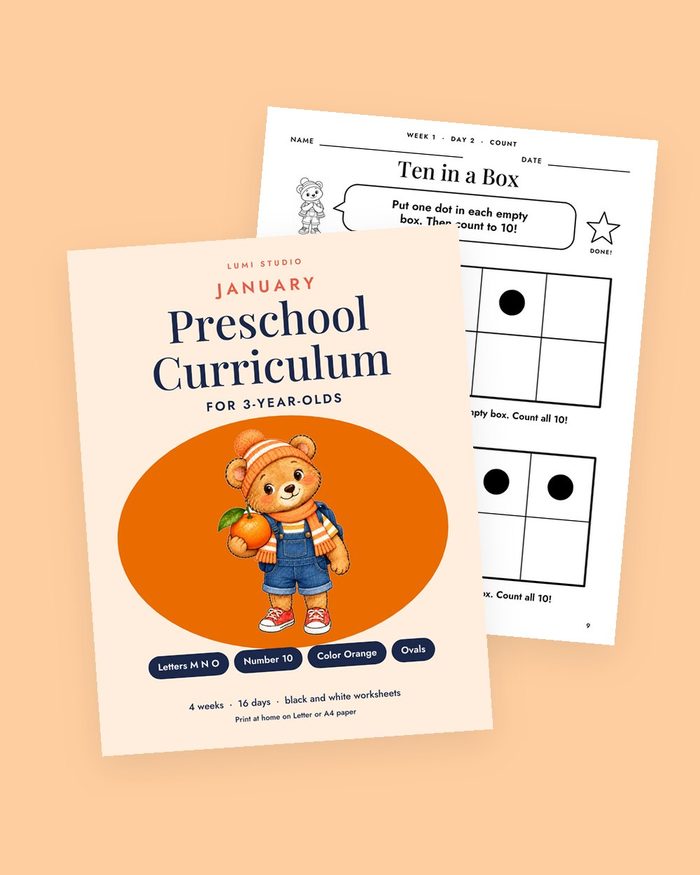 LUMI STUDIO
JANUARY
Preschool
Curriculum
FOR 3-YEAR-OLDS
Letters M N O
Number 10
Color Orange
Ovals
4 weeks · 16 days · black and white worksheets
Print at home on Letter or A4 paper
WEEK 1 · DAY 2 · COUNT
NAME
DATE
Ten in a Box
Put one dot in each empty
box. Then count to 10!
DONE!
box. Count all 10!
Count all 10!
9